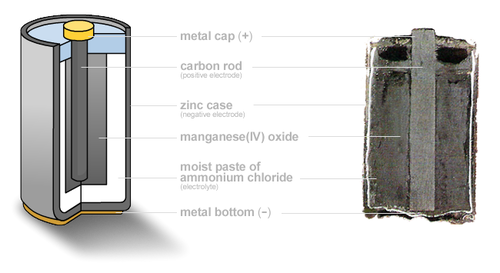 metal cap (+)
carbon rod
(positive electrode)
zinc case
(negative electrode)
manganese(IV) oxide
moist paste of
ammonium chloride
(electrolyte)
metal bottom (−)